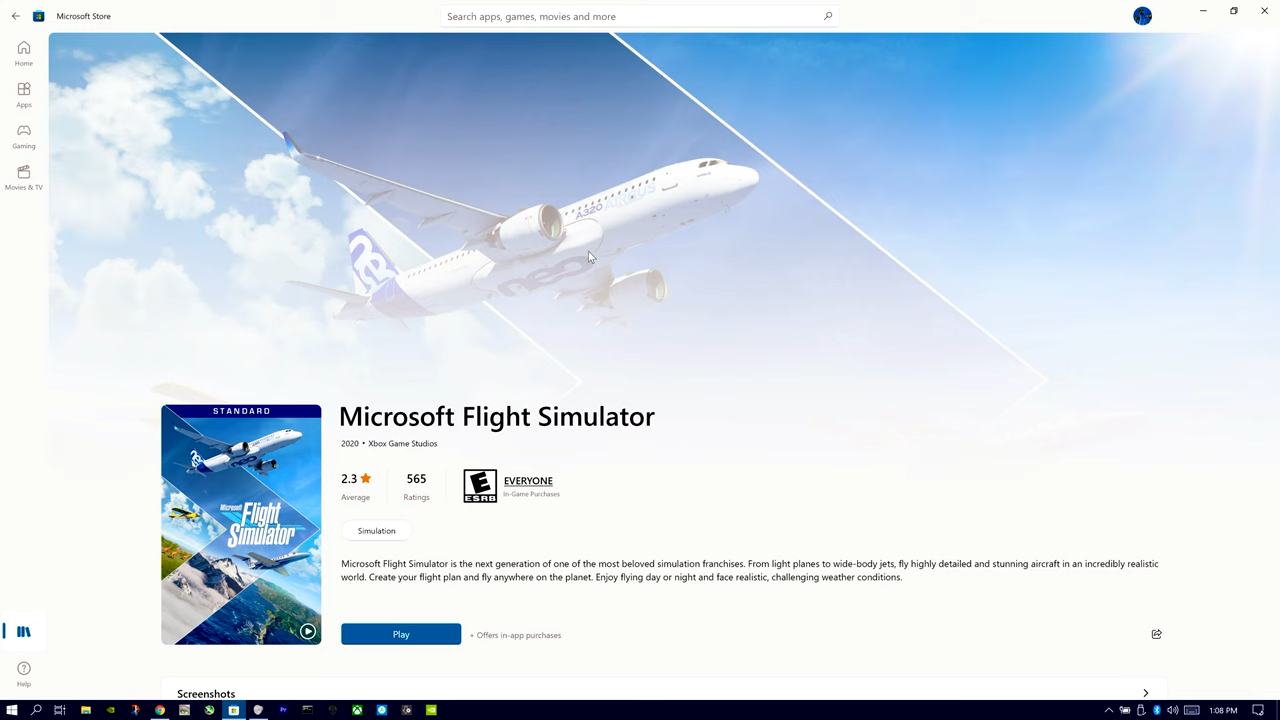 Microsoft Store
Search apps, games, movies and more
Home
Apps
Gaming
Movies & TV
A320 AIRBUS
neo
STANDARD
Microsoft
Flight
Simulator
Microsoft Flight Simulator
2020 • Xbox Game Studios
2.3
565
E
ESRB
EVERYONE
Average
Ratings
In-Game Purchases
Simulation
Microsoft Flight Simulator is the next generation of one of the most beloved simulation franchises. From light planes to wide-body jets, fly highly detailed and stunning aircraft in an incredibly realistic
world. Create your flight plan and fly anywhere on the planet. Enjoy flying day or night and face realistic, challenging weather conditions.
Play
+ Offers in-app purchases
Help
Screenshots
1:08 PM